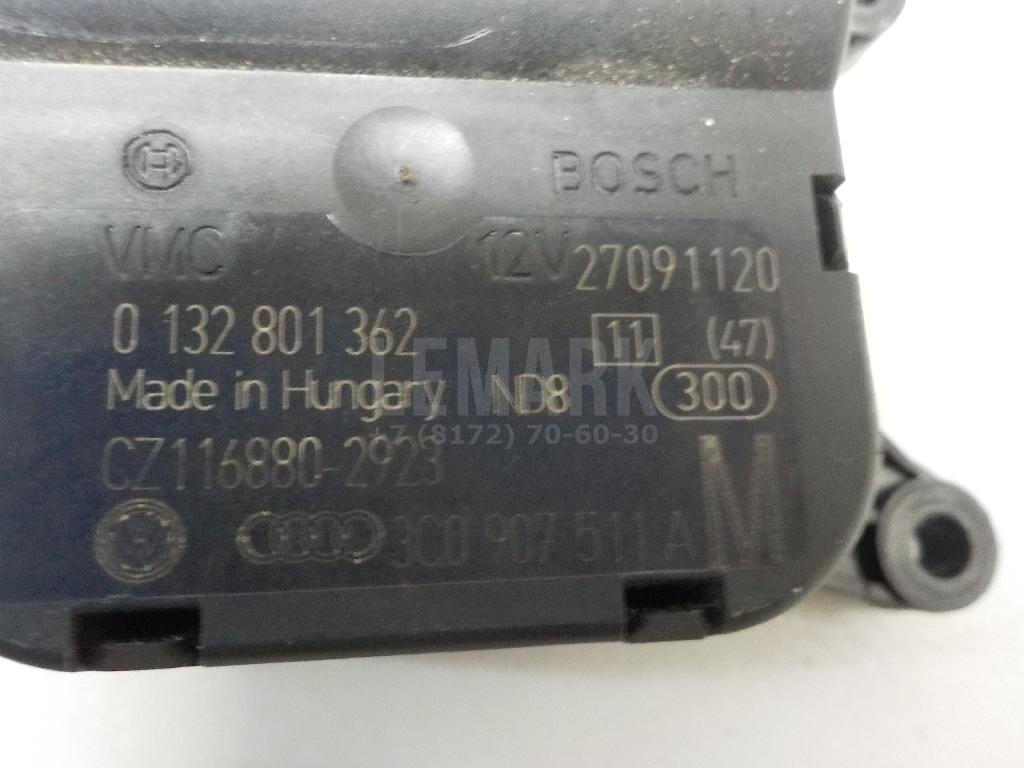 BOSCH
VMC 12V 27091120
0 132 801 362 11 (47)
Made in Hungary ND8 300
CZ116880-2923 M
3C0 907 511 A
LEMARK
+7 (8172) 70-60-30